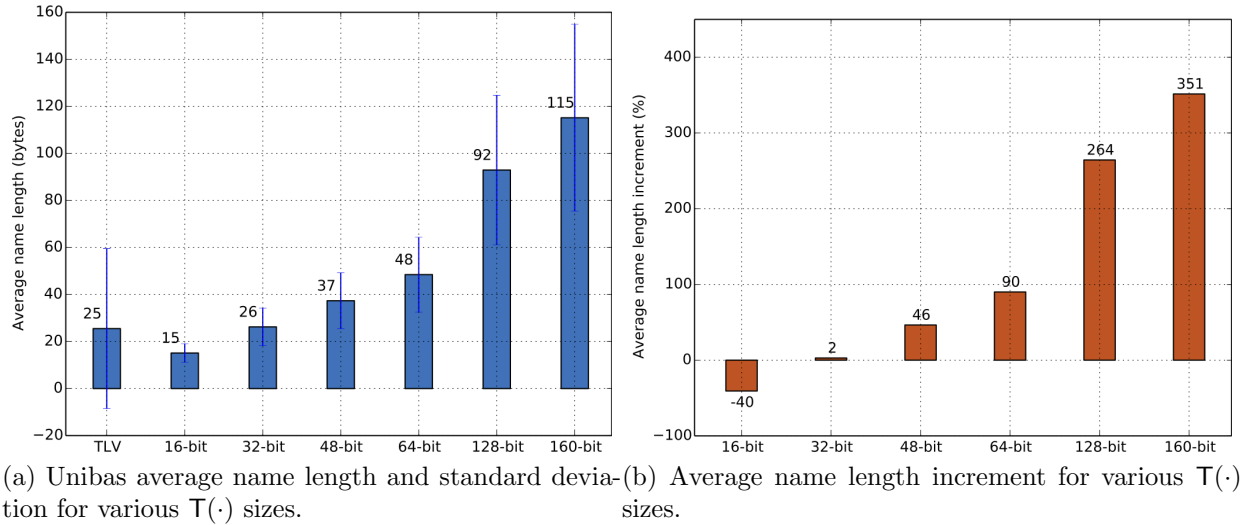 160
140
120
100
80
60
40
20
0
−20
Average name length (bytes)
25
15
26
37
48
92
115
TLV
16-bit
32-bit
48-bit
64-bit
128-bit
160-bit
(a) Unibas average name length and standard devia-
tion for various T(·) sizes.
400
300
200
100
0
−100
Average name length increment (%)
-40
2
46
90
264
351
16-bit
32-bit
48-bit
64-bit
128-bit
160-bit
(b) Average name length increment for various T(·)
sizes.